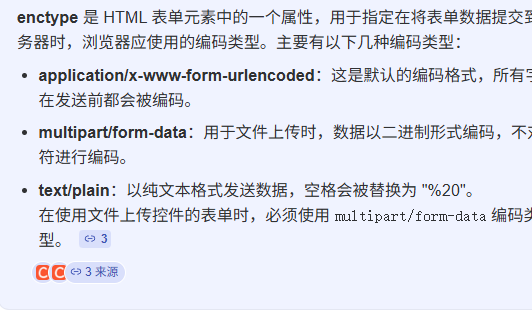 enctype 是 HTML 表单元素中的一个属性，用于指定在将表单数据提交到
务器时，浏览器应使用的编码类型。主要有以下几种编码类型：
• application/x-www-form-urlencoded：这是默认的编码格式，所有字
在发送前都会被编码。
• multipart/form-data：用于文件上传时，数据以二进制形式编码，不对
符进行编码。
• text/plain：以纯文本格式发送数据，空格会被替换为 "%20"。
在使用文件上传控件的表单时，必须使用 multipart/form-data 编码类
型。 3
C C 3 来源